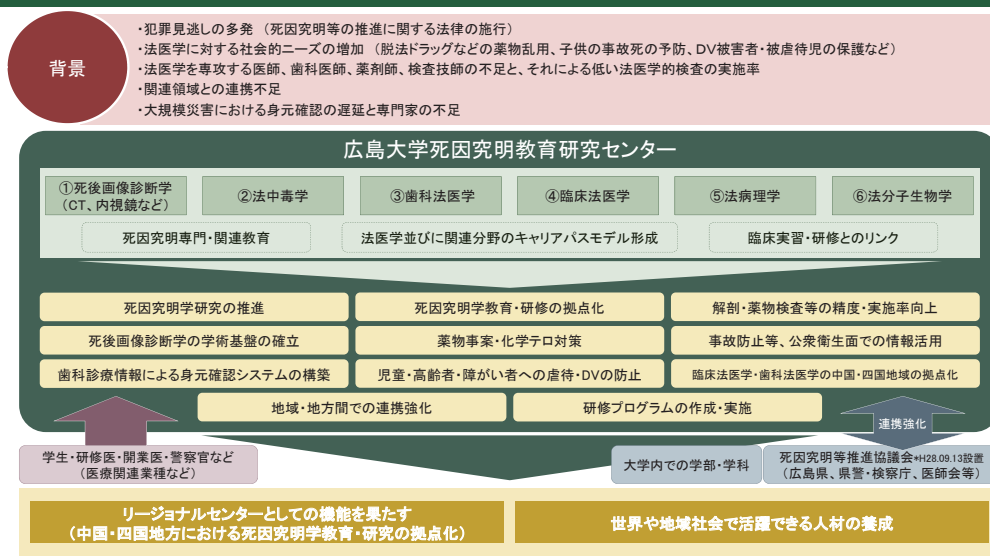 背景
・犯罪見逃しの多発 （死因究明等の推進に関する法律の施行）
・法医学に対する社会的ニーズの増加 （脱法ドラッグなどの薬物乱用、子供の事故死の予防、DV被害者・被虐待児の保護など）
・法医学を専攻する医師、歯科医師、薬剤師、検査技師の不足と、それによる低い法医学的検査の実施率
・関連領域との連携不足
・大規模災害における身元確認の遅延と専門家の不足
広島大学死因究明教育研究センター
①死後画像診断学
（CT、内視鏡など）
②法中毒学
③歯科法医学
④臨床法医学
⑤法病理学
⑥法分子生物学
死因究明専門・関連教育
法医学並びに関連分野のキャリアパスモデル形成
臨床実習・研修とのリンク
死因究明学研究の推進
死因究明学教育・研修の拠点化
解剖・薬物検査等の精度・実施率向上
死後画像診断学の学術基盤の確立
薬物事案・化学テロ対策
事故防止等、公衆衛生面での情報活用
歯科診療情報による身元確認システムの構築
児童・高齢者・障がい者への虐待・DVの防止
臨床法医学・歯科法医学の中国・四国地域の拠点化
地域・地方間での連携強化
研修プログラムの作成・実施
連携強化
学生・研修医・開業医・警察官など
（医療関連業種など）
大学内での学部・学科
死因究明等推進協議会*H28.09.13設置
（広島県、県警・検察庁、医師会等）
リージョナルセンターとしての機能を果たす
（中国・四国地方における死因究明学教育・研究の拠点化）
世界や地域社会で活躍できる人材の養成